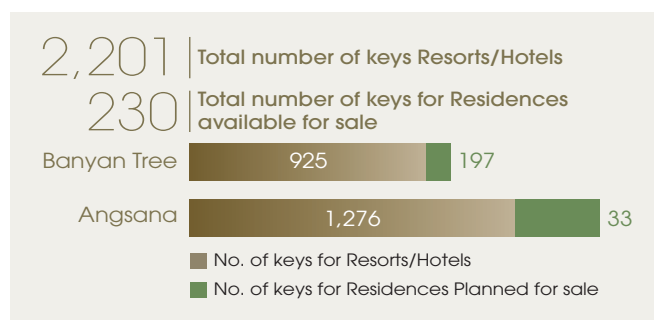 2,201 Total number of keys Resorts/Hotels
230 Total number of keys for Residences
available for sale
Banyan Tree 925 197
Angsana 1,276 33
No. of keys for Resorts/Hotels
No. of keys for Residences Planned for sale